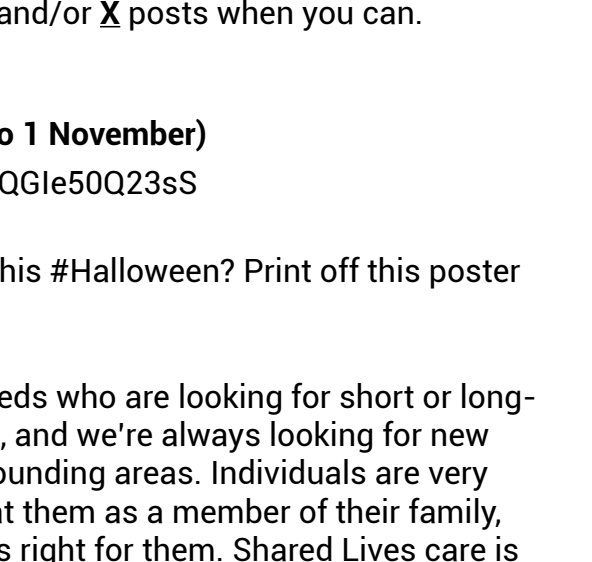 and/or X posts when you can.
o 1 November)
QGIe50Q23sS
his #Halloween? Print off this poster
eds who are looking for short or long-
, and we're always looking for new
ounding areas. Individuals are very
at them as a member of their family,
s right for them. Shared Lives care is